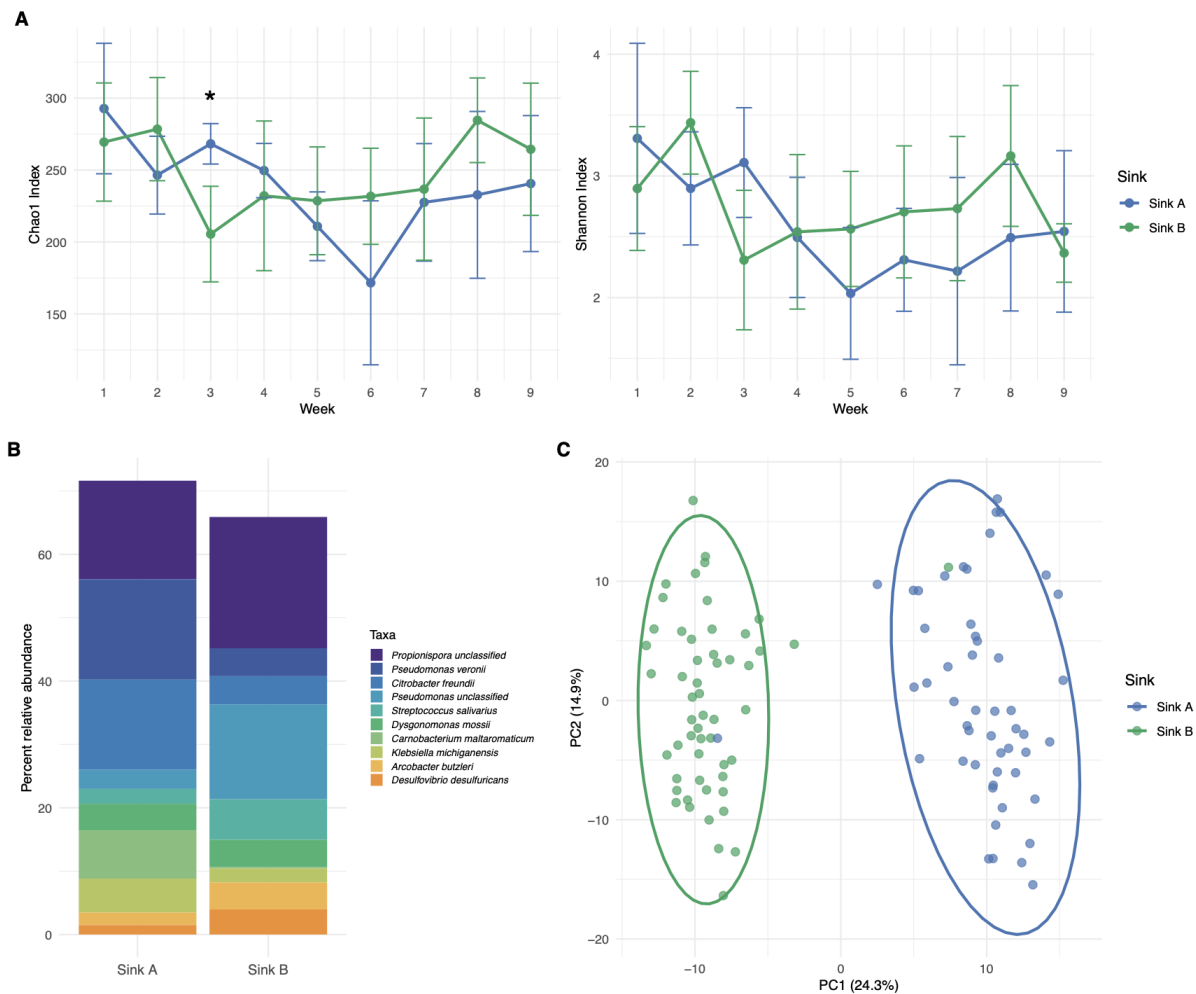 A
Chao1 Index
300
250
200
150
*
1 2 3 4 5 6 7 8 9
Week
Shannon Index
4
3
2
1 2 3 4 5 6 7 8 9
Week
Sink
Sink A
Sink B
B
Percent relative abundance
60
40
20
0
Sink A Sink B
Taxa
Propionispora unclassified
Pseudomonas veronii
Citrobacter freundii
Pseudomonas unclassified
Streptococcus salivarius
Dysgonomonas mossii
Carnobacterium maltaromaticum
Klebsiella michiganensis
Arcobacter butzleri
Desulfovibrio desulfuricans
C
PC2 (14.9%)
20
10
0
−10
−20
−10 0 10
PC1 (24.3%)
Sink
Sink A
Sink B